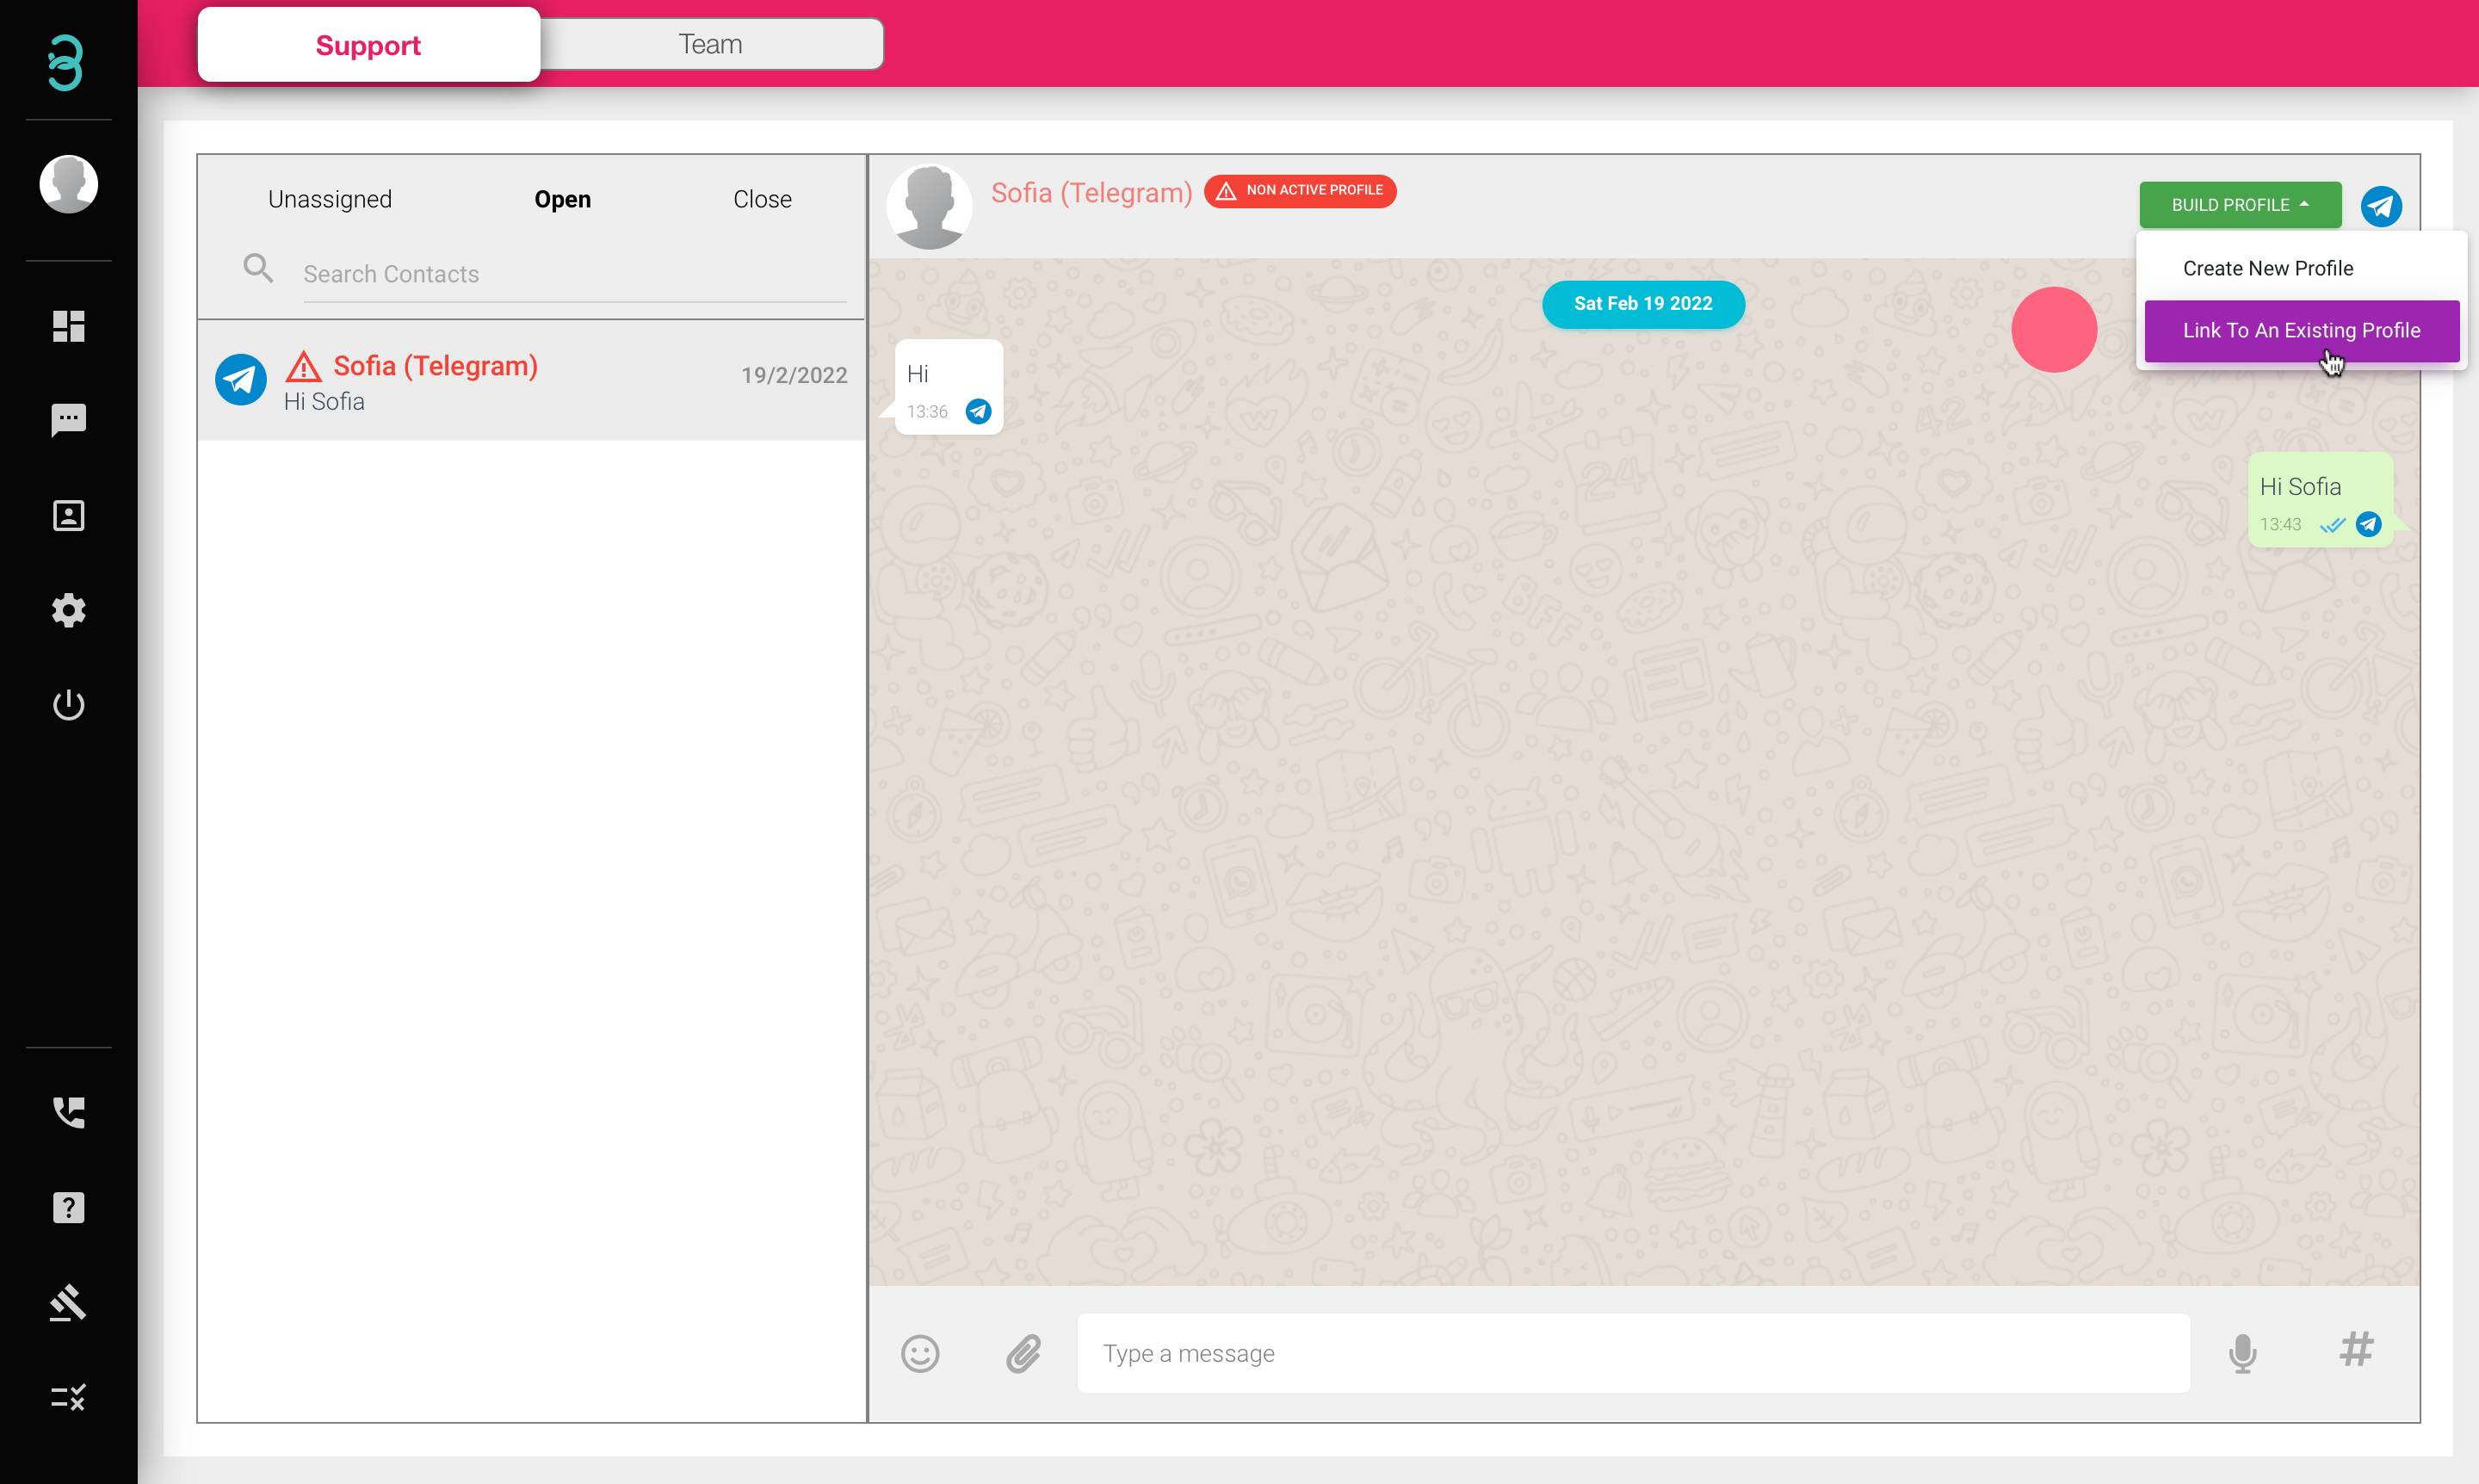 Support
Team
Unassigned
Open
Close
Search Contacts
Sofia (Telegram)
19/2/2022
Hi Sofia
Sofia (Telegram)
NON ACTIVE PROFILE
BUILD PROFILE
Create New Profile
Link To An Existing Profile
Sat Feb 19 2022
Hi
13:36
Hi Sofia
13:43
Type a message
#